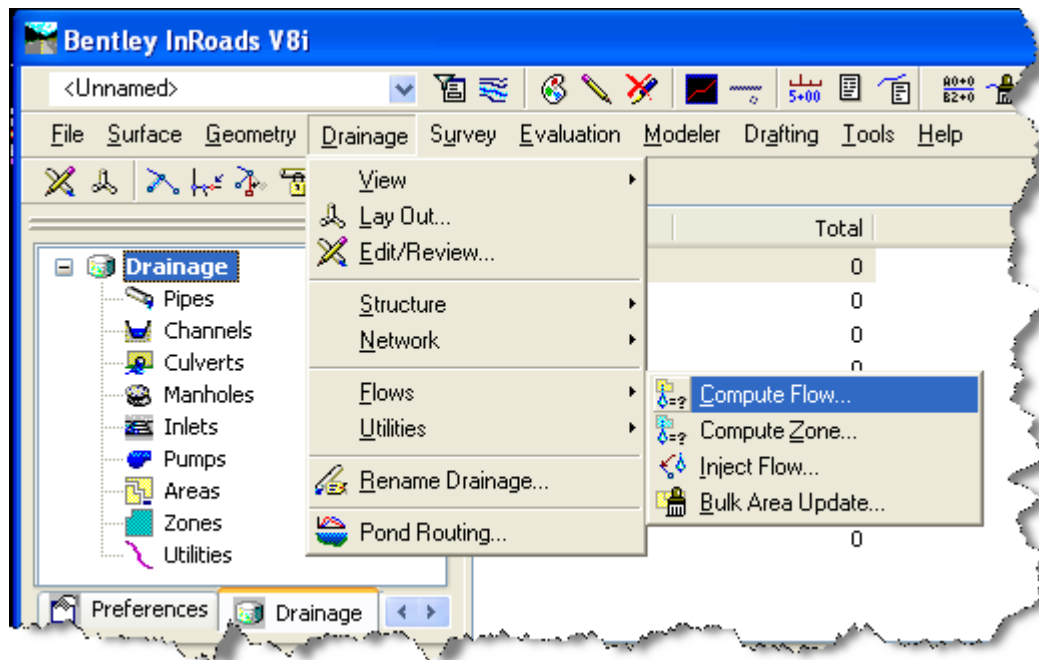 Bentley InRoads V8i
<Unnamed>
5+00
A0+0
B2+0
File Surface Geometry Drainage Survey Evaluation Modeler Drafting Tools Help
View
Lay Out...
Edit/Review...
Structure
Network
Flows
Utilities
Rename Drainage...
Pond Routing...
Compute Flow...
Compute Zone...
Inject Flow...
Bulk Area Update...
Drainage
Pipes
Channels
Culverts
Manholes
Inlets
Pumps
Areas
Zones
Utilities
Total
0
0
0
0
0
Preferences Drainage